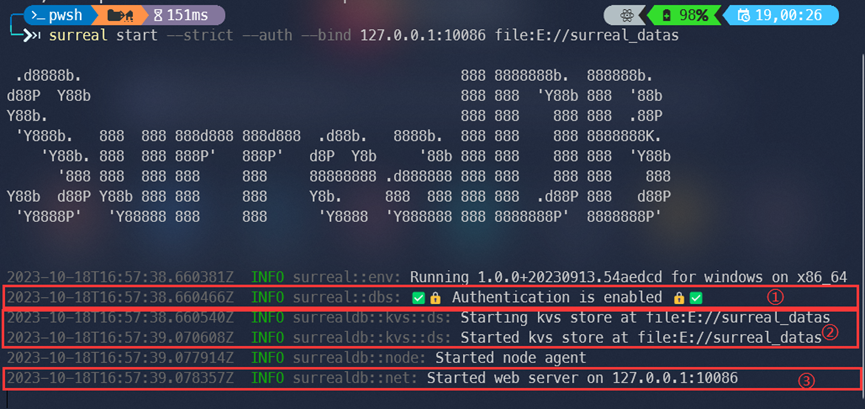 pwsh 151ms 98% 19,00:26
surreal start --strict --auth --bind 127.0.0.1:10086 file:E://surreal_datas
.d8888b. 888 8888888b. 888888b.
d88P Y88b 888 888 'Y88b 888 '88b
Y88b. 888 888 888 888 .88P
'Y888b. 888 888 888d888 888d888 .d88b. 8888b. 888 888 888 8888888K.
'Y88b. 888 888 888P' 888P' d8P Y8b '88b 888 888 888 888 'Y88b
'888 888 888 888 888 88888888 .d888888 888 888 888 888 888
Y88b d88P Y88b 888 888 888 Y8b. 888 888 888 888 .d88P 888 d88P
'Y8888P' 'Y88888 888 888 'Y8888 'Y888888 888 8888888P' 8888888P'
2023-10-18T16:57:38.660381Z INFO surreal::env: Running 1.0.0+20230913.54aedcd for windows on x86_64
2023-10-18T16:57:38.660466Z INFO surreal::dbs: ✅🔒 Authentication is enabled 🔒✅ ①
2023-10-18T16:57:38.660540Z INFO surrealdb::kvs::ds: Starting kvs store at file:E://surreal_datas
2023-10-18T16:57:39.070608Z INFO surrealdb::kvs::ds: Started kvs store at file:E://surreal_datas ②
2023-10-18T16:57:39.077914Z INFO surrealdb::node: Started node agent
2023-10-18T16:57:39.078357Z INFO surrealdb::net: Started web server on 127.0.0.1:10086 ③